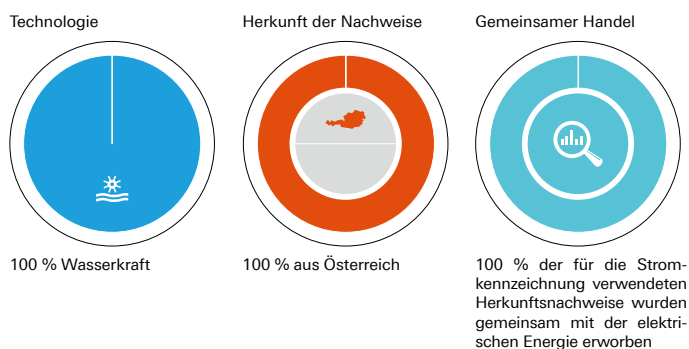 Technologie
Herkunft der Nachweise
Gemeinsamer Handel
100 % Wasserkraft
100 % aus Österreich
100 % der für die Strom-
kennzeichnung verwendeten
Herkunftsnachweise wurden
gemeinsam mit der elektri-
schen Energie erworben